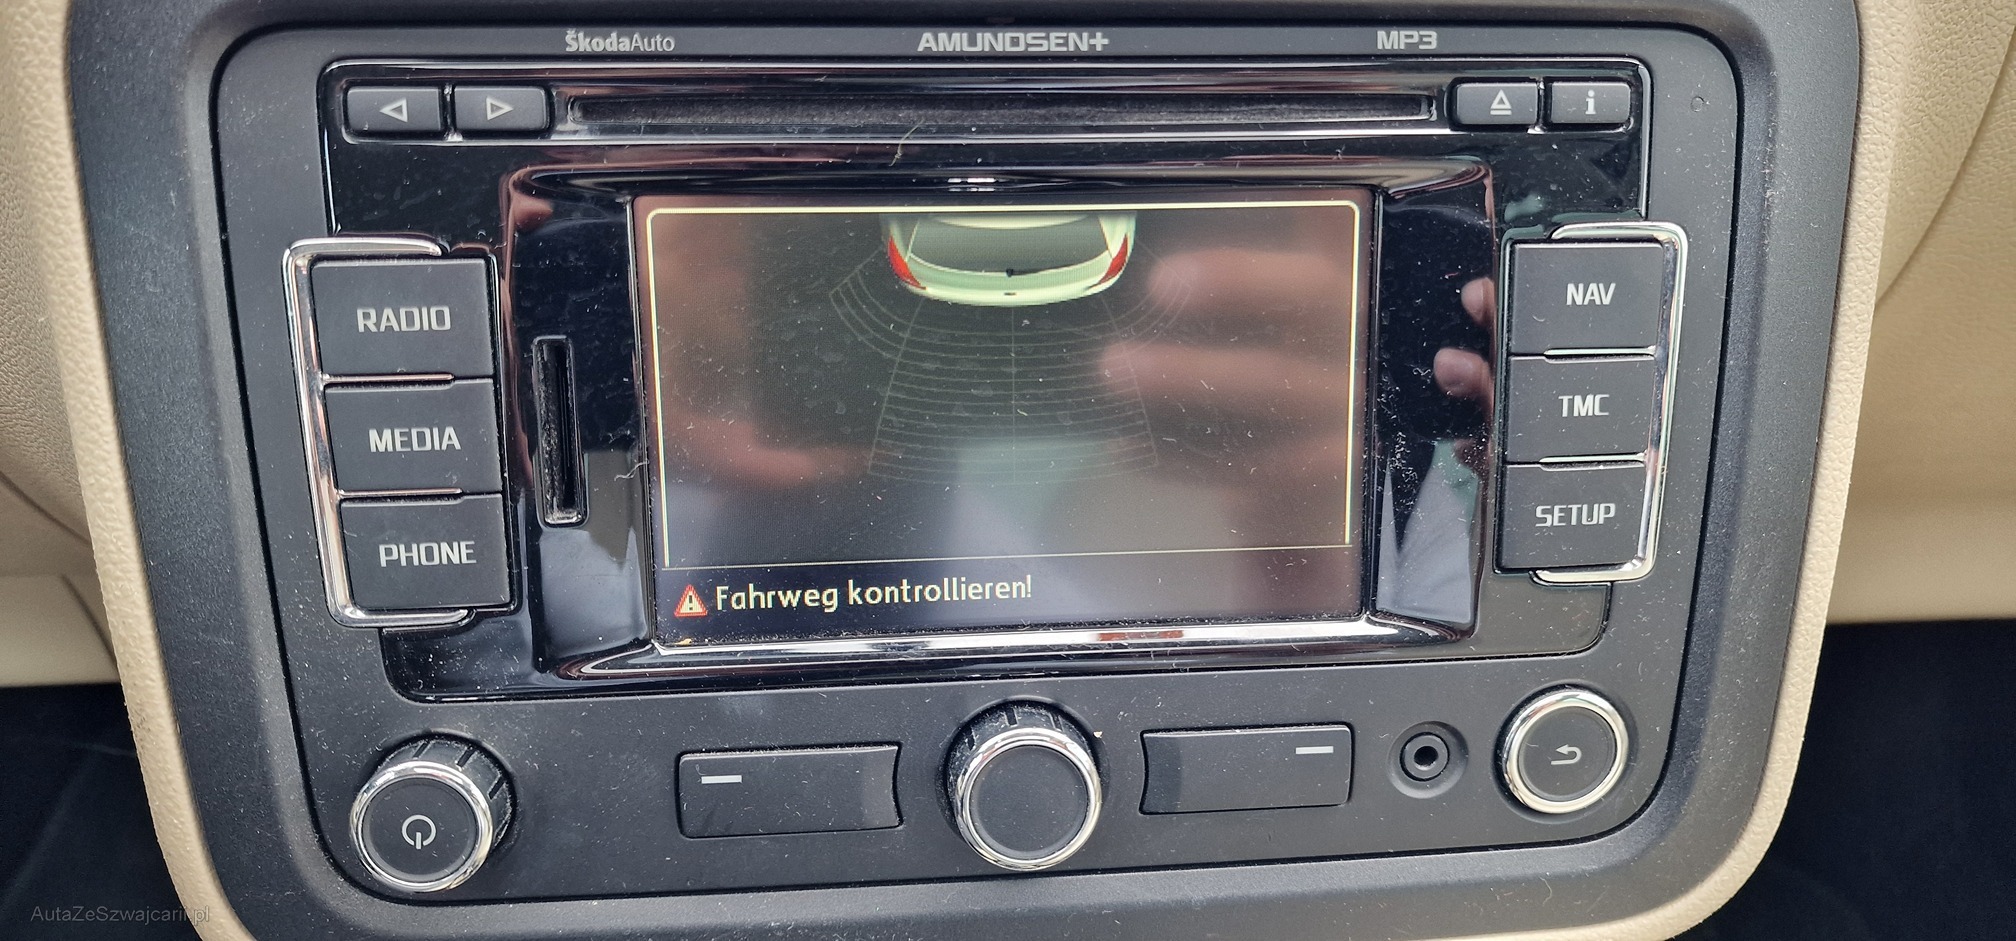 ŠkodaAuto AMUNDSEN+ MP3
i
RADIO
MEDIA
PHONE
NAV
TMC
SETUP
Fahrweg kontrollieren!
AutaZeSzwajcarii.pl